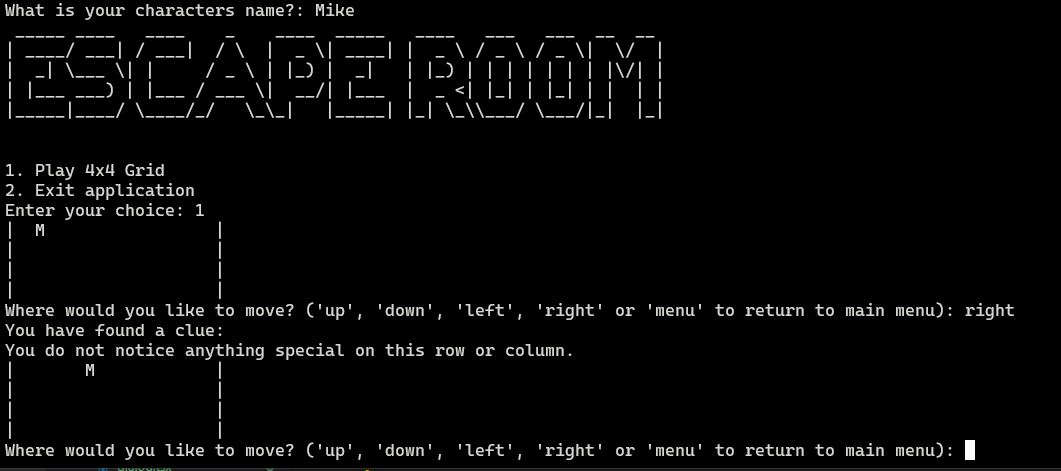 What is your characters name?: Mike
ESCAPE ROOM
1. Play 4x4 Grid
2. Exit application
Enter your choice: 1
|  M                 |
|                    |
|                    |
|                    |
Where would you like to move? ('up', 'down', 'left', 'right' or 'menu' to return to main menu): right
You have found a clue:
You do not notice anything special on this row or column.
|       M            |
|                    |
|                    |
|                    |
Where would you like to move? ('up', 'down', 'left', 'right' or 'menu' to return to main menu):